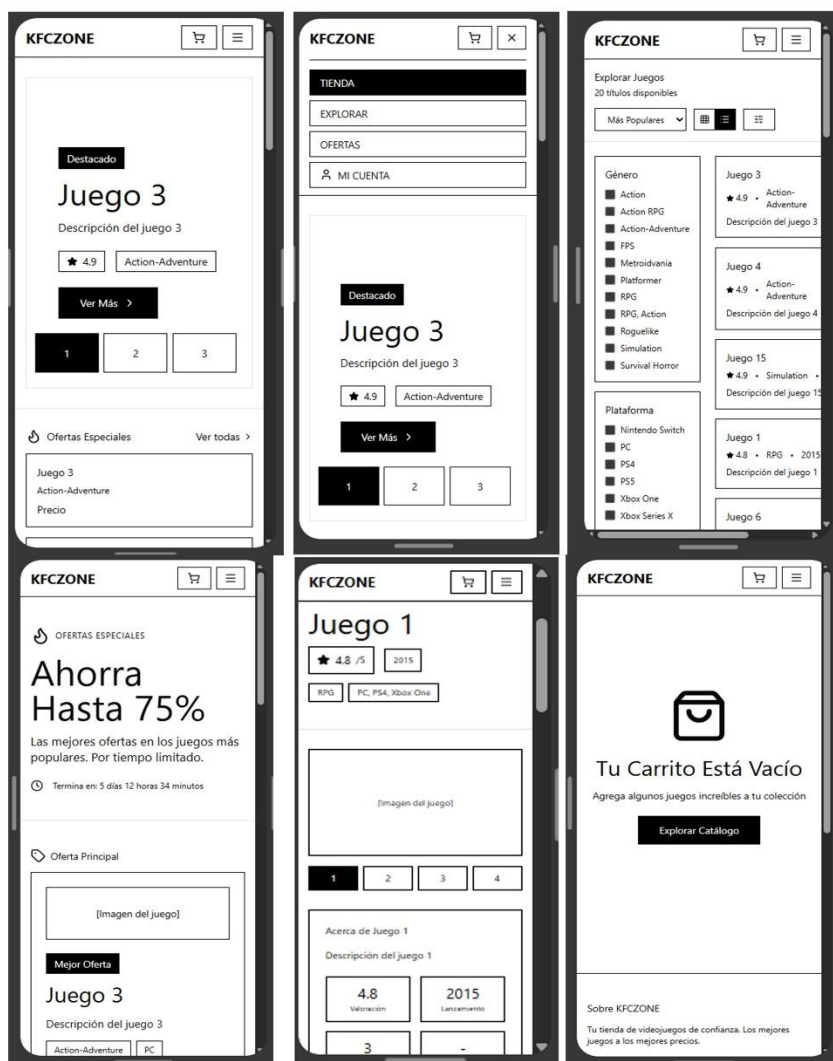 KFCZONE
Destacado
Juego 3
Descripción del juego 3
4.9
Action-Adventure
Ver Más
1
2
3
Ofertas Especiales
Ver todas
Juego 3
Action-Adventure
Precio
KFCZONE
TIENDA
EXPLORAR
OFERTAS
MI CUENTA
Destacado
Juego 3
Descripción del juego 3
4.9
Action-Adventure
Ver Más
1
2
3
KFCZONE
Explorar Juegos
20 títulos disponibles
Más Populares
Género
Action
Action RPG
Action-Adventure
FPS
Metroidvania
Platformer
RPG
RPG, Action
Roguelike
Simulation
Survival Horror
Plataforma
Nintendo Switch
PC
PS4
PS5
Xbox One
Xbox Series X
Juego 3
4.9 • Action-
Adventure
Descripción del juego 3
Juego 4
4.9 • Action-
Adventure
Descripción del juego 4
Juego 15
4.9 • Simulation •
Descripción del juego 15
Juego 1
4.8 • RPG • 2015
Descripción del juego 1
Juego 6
KFCZONE
OFERTAS ESPECIALES
Ahorra
Hasta 75%
Las mejores ofertas en los juegos más
populares. Por tiempo limitado.
Termina en: 5 días 12 horas 34 minutos
Oferta Principal
[Imagen del juego]
Mejor Oferta
Juego 3
Descripción del juego 3
Action-Adventure
PC
KFCZONE
Juego 1
4.8 /5
2015
RPG
PC, PS4, Xbox One
[Imagen del juego]
1
2
3
4
Acerca de Juego 1
Descripción del juego 1
4.8
Valoración
2015
Lanzamiento
3
-
KFCZONE
Tu Carrito Está Vacío
Agrega algunos juegos increíbles a tu colección
Explorar Catálogo
Sobre KFCZONE
Tu tienda de videojuegos de confianza. Los mejores
juegos a los mejores precios.